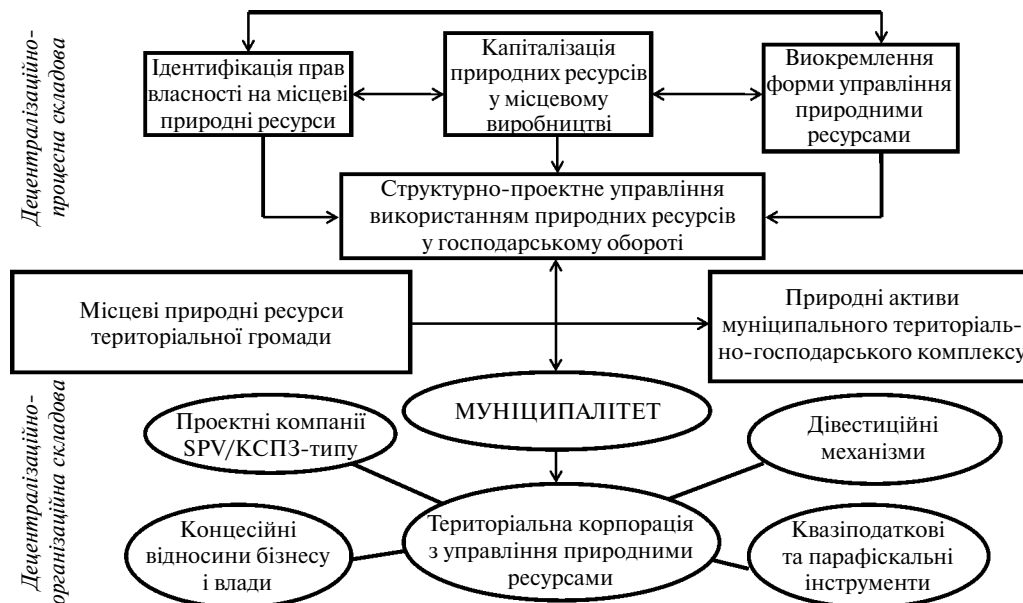 Децентралізаційно-
процесна складова
Ідентифікація прав
власності на місцеві
природні ресурси
Капіталізація
природних ресурсів
у місцевому
виробництві
Виокремлення
форми управління
природними
ресурсами
Структурно-проектне управління
використанням природних ресурсів
у господарському обороті
Місцеві природні ресурси
територіальної громади
Природні активи
муніципального територіаль-
но-господарського комплексу
Децентралізаційно-
організаційна складова
МУНІЦИПАЛІТЕТ
Проектні компанії
SPV/КСПЗ-типу
Дівестиційні
механізми
Концесійні
відносини бізнесу
і влади
Територіальна корпорація
з управління природними
ресурсами
Квазіподаткові
та парафіскальні
інструменти